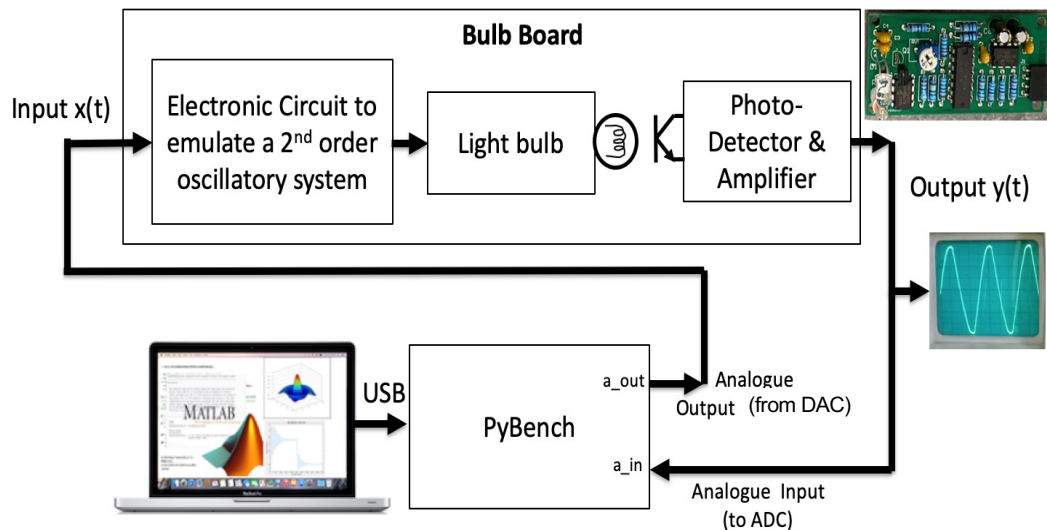 Bulb Board
Input x(t)
Electronic Circuit to
emulate a 2nd order
oscillatory system
Light bulb
Photo-
Detector &
Amplifier
Output y(t)
MATLAB
USB
PyBench
a_out
a_in
Analogue
Output (from DAC)
Analogue Input
(to ADC)